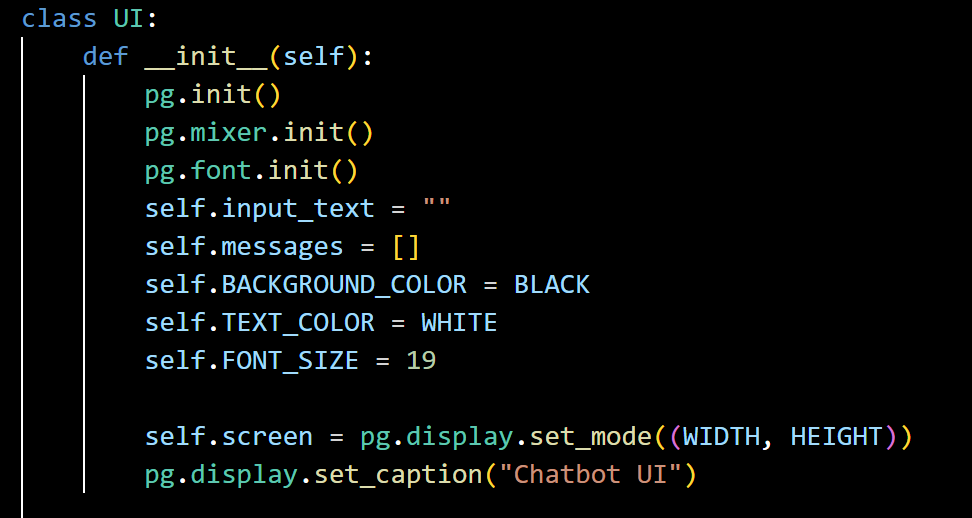 class UI:
    def __init__(self):
        pg.init()
        pg.mixer.init()
        pg.font.init()
        self.input_text = ""
        self.messages = []
        self.BACKGROUND_COLOR = BLACK
        self.TEXT_COLOR = WHITE
        self.FONT_SIZE = 19

        self.screen = pg.display.set_mode((WIDTH, HEIGHT))
        pg.display.set_caption("Chatbot UI")